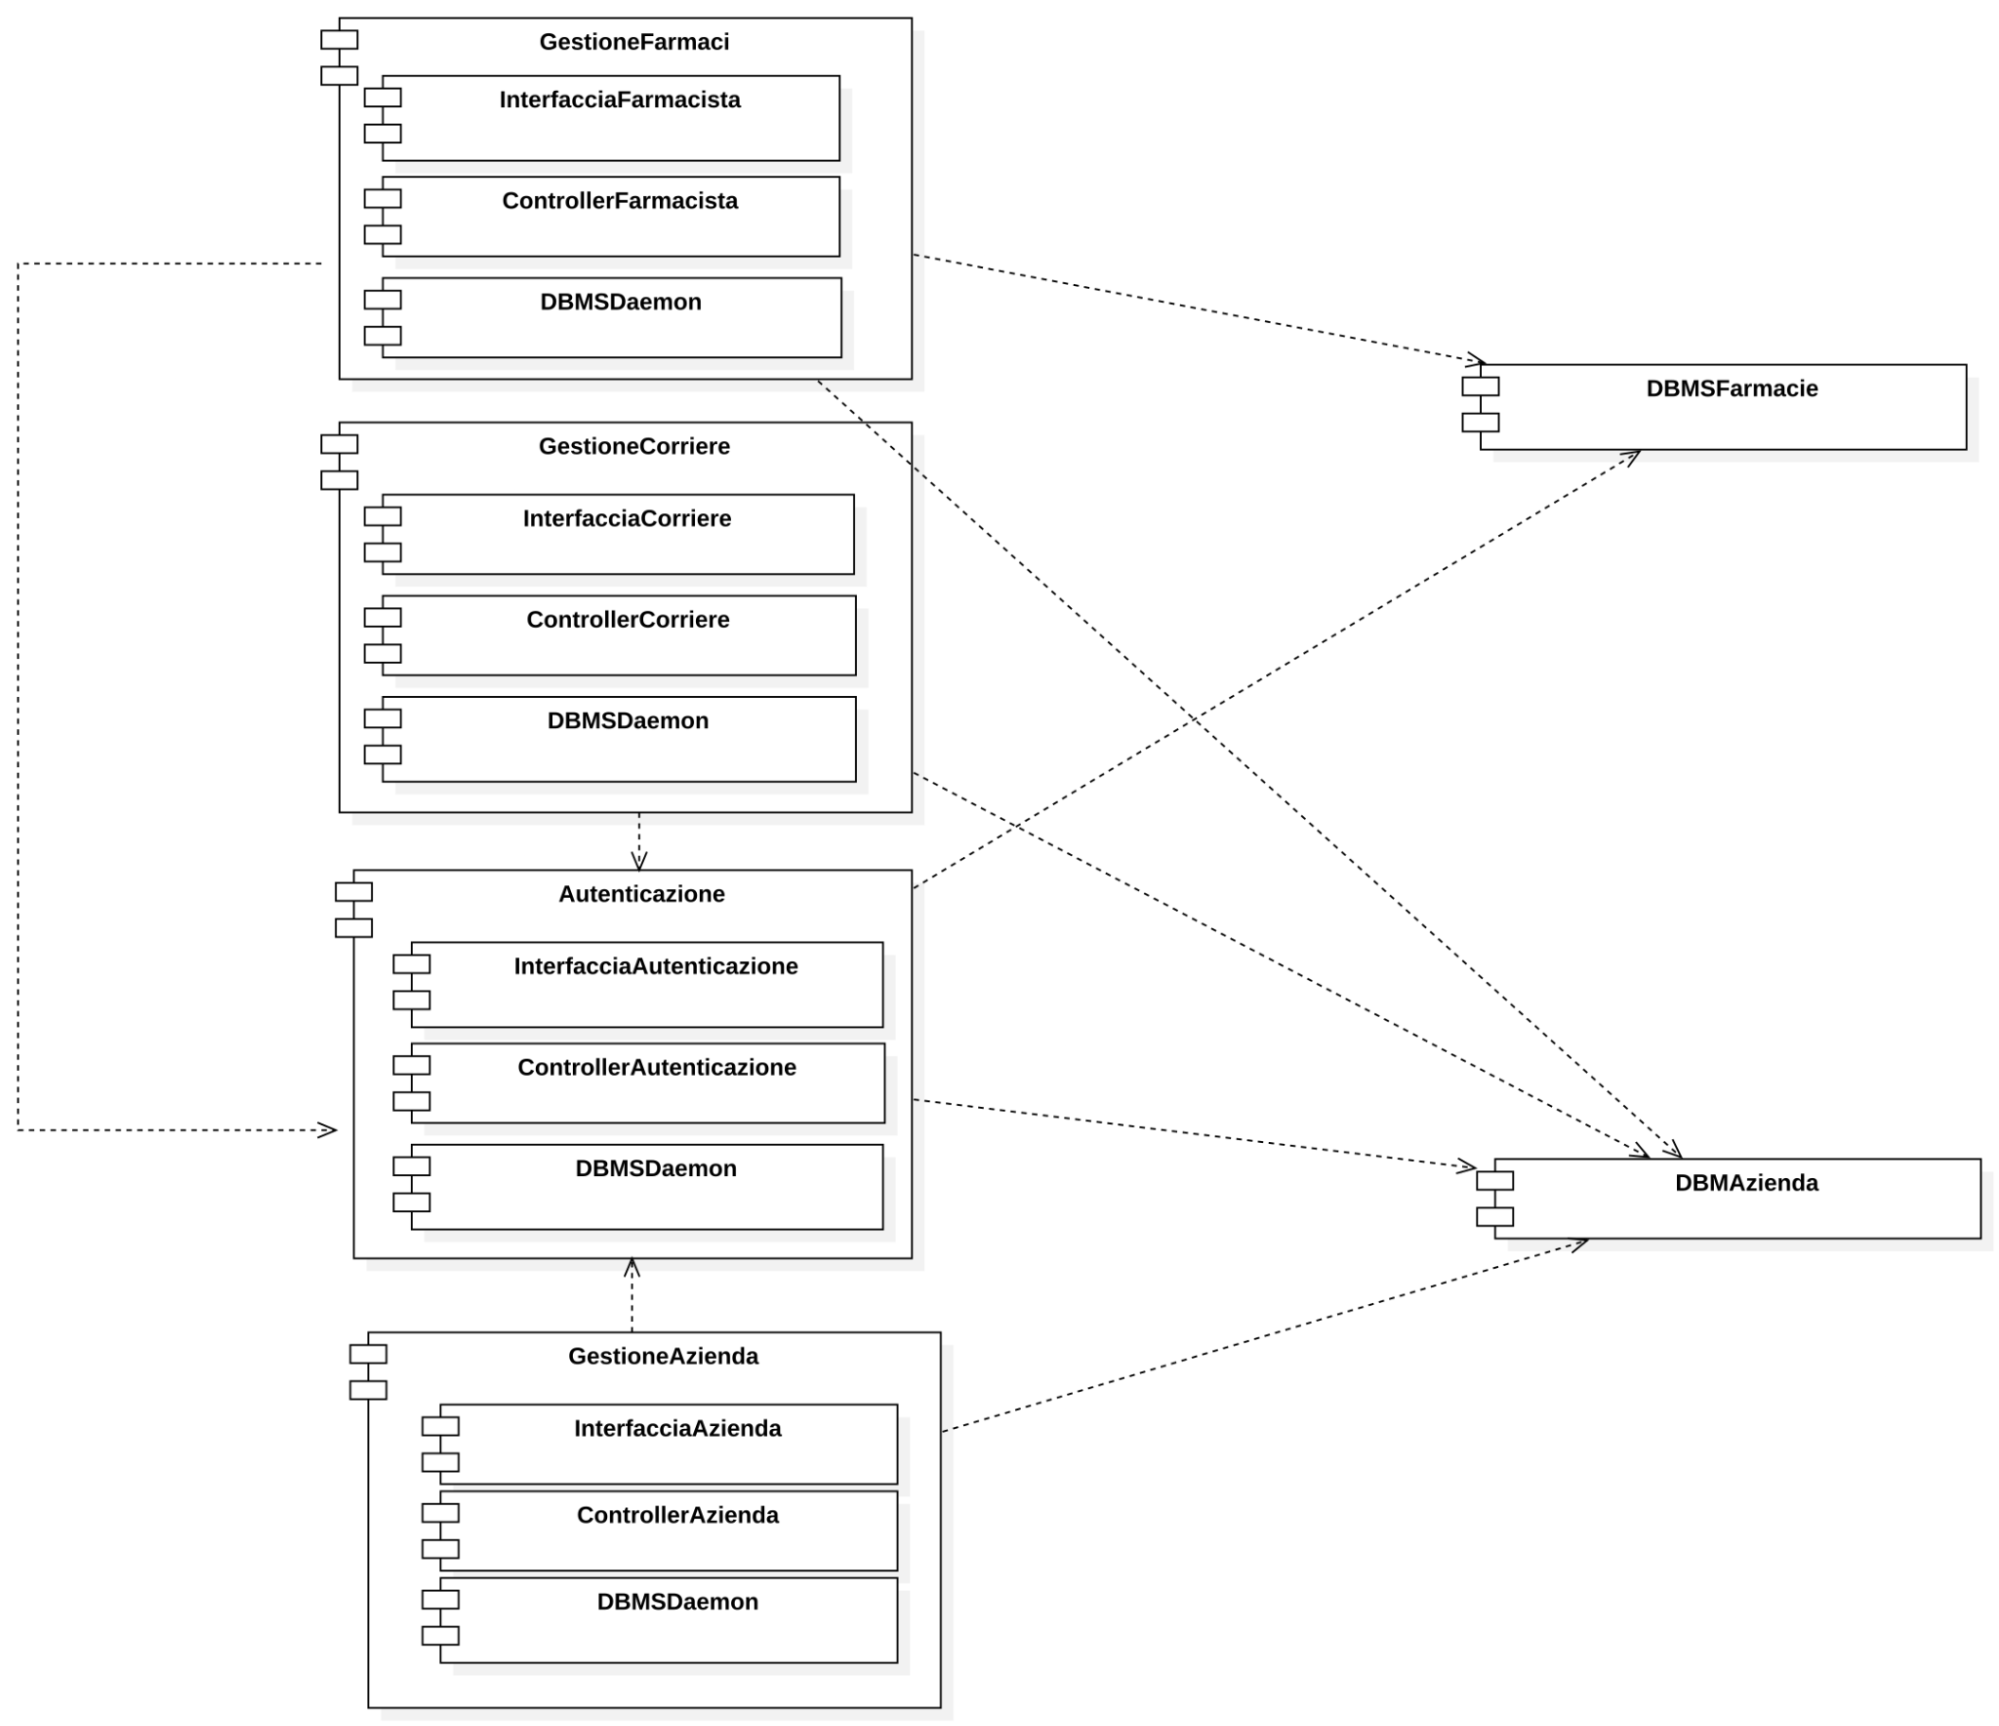 GestioneFarmaci
InterfacciaFarmacista
ControllerFarmacista
DBMSDaemon
DBMSFarmacie
GestioneCorriere
InterfacciaCorriere
ControllerCorriere
DBMSDaemon
Autenticazione
InterfacciaAutenticazione
ControllerAutenticazione
DBMSDaemon
DBMAzienda
GestioneAzienda
InterfacciaAzienda
ControllerAzienda
DBMSDaemon